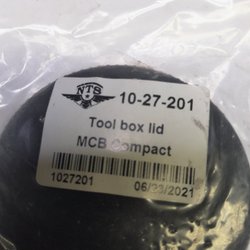 NTS
10-27-201
Tool box lid
MCB Compact
1027201 06/23/2021